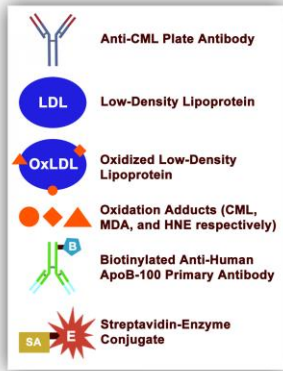 Anti-CML Plate Antibody
LDL
Low-Density Lipoprotein
OxLDL
Oxidized Low-Density
Lipoprotein
Oxidation Adducts (CML,
MDA, and HNE respectively)
B
Biotinylated Anti-Human
ApoB-100 Primary Antibody
SA
E
Streptavidin-Enzyme
Conjugate